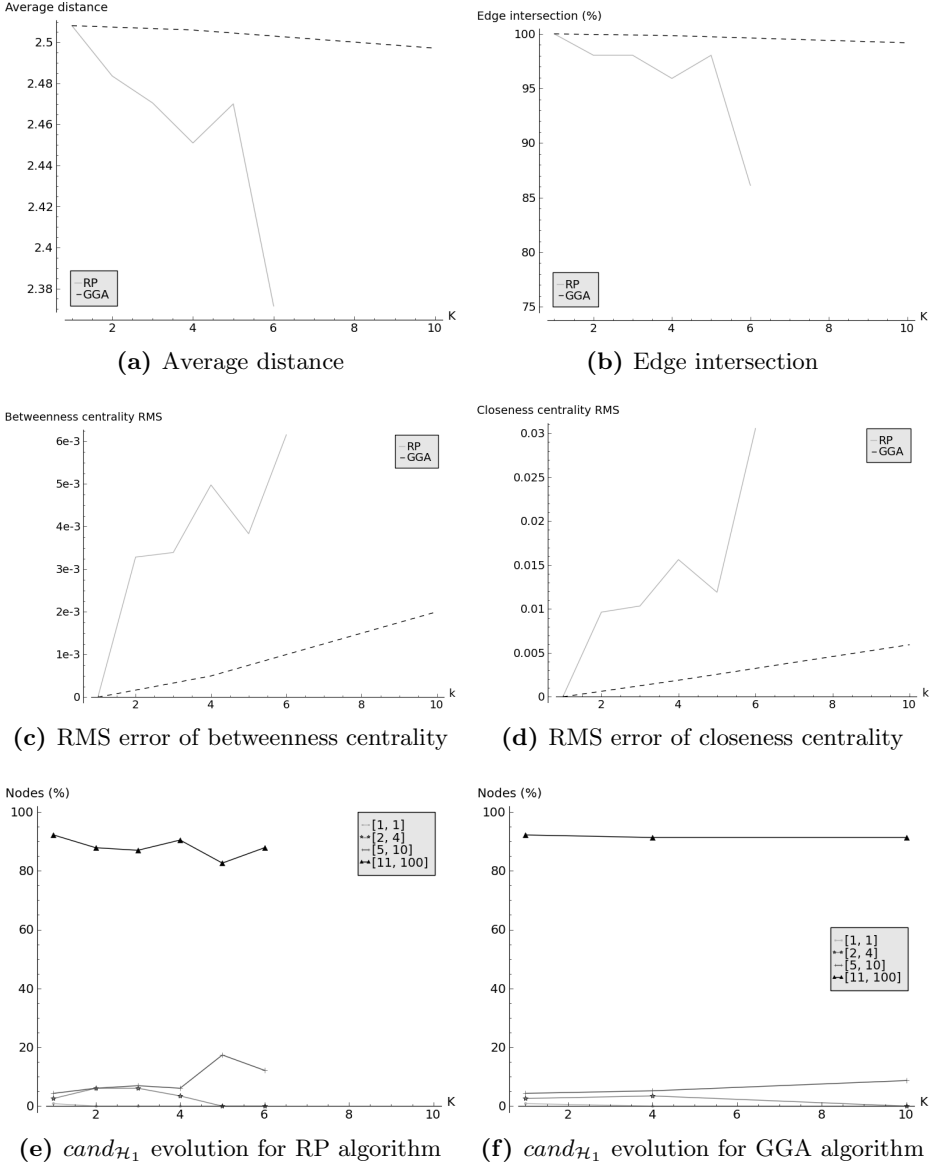 Average distance
2.5
2.48
2.46
2.44
2.42
2.4
2.38
RP
GGA
2 4 6 8 10 K
(a) Average distance
Edge intersection (%)
100
95
90
85
80
75
RP
GGA
2 4 6 8 10 K
(b) Edge intersection
Betweenness centrality RMS
6e-3
5e-3
4e-3
3e-3
2e-3
1e-3
0
RP
GGA
2 4 6 8 10 k
(c) RMS error of betweenness centrality
Closeness centrality RMS
0.03
0.025
0.02
0.015
0.01
0.005
0
RP
GGA
2 4 6 8 10 k
(d) RMS error of closeness centrality
Nodes (%)
100
80
60
40
20
0
[1, 1]
[2, 4]
[5, 10]
[11, 100]
2 4 6 8 10 K
(e) cand_{\mathcal{H}_1} evolution for RP algorithm
Nodes (%)
100
80
60
40
20
0
[1, 1]
[2, 4]
[5, 10]
[11, 100]
2 4 6 8 10 K
(f) cand_{\mathcal{H}_1} evolution for GGA algorithm